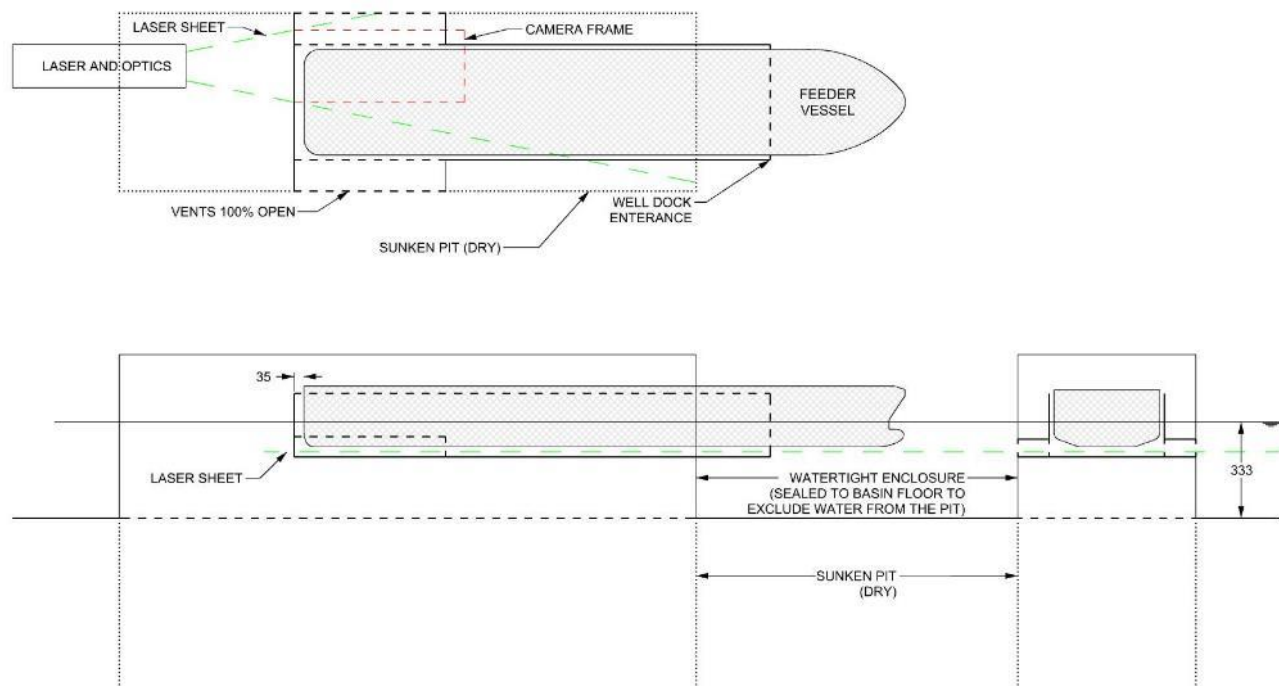 LASER SHEET
CAMERA FRAME
LASER AND OPTICS
FEEDER
VESSEL
VENTS 100% OPEN
WELL DOCK
ENTERANCE
SUNKEN PIT (DRY)
35
LASER SHEET
WATERTIGHT ENCLOSURE
(SEALED TO BASIN FLOOR TO
EXCLUDE WATER FROM THE PIT)
333
SUNKEN PIT
(DRY)